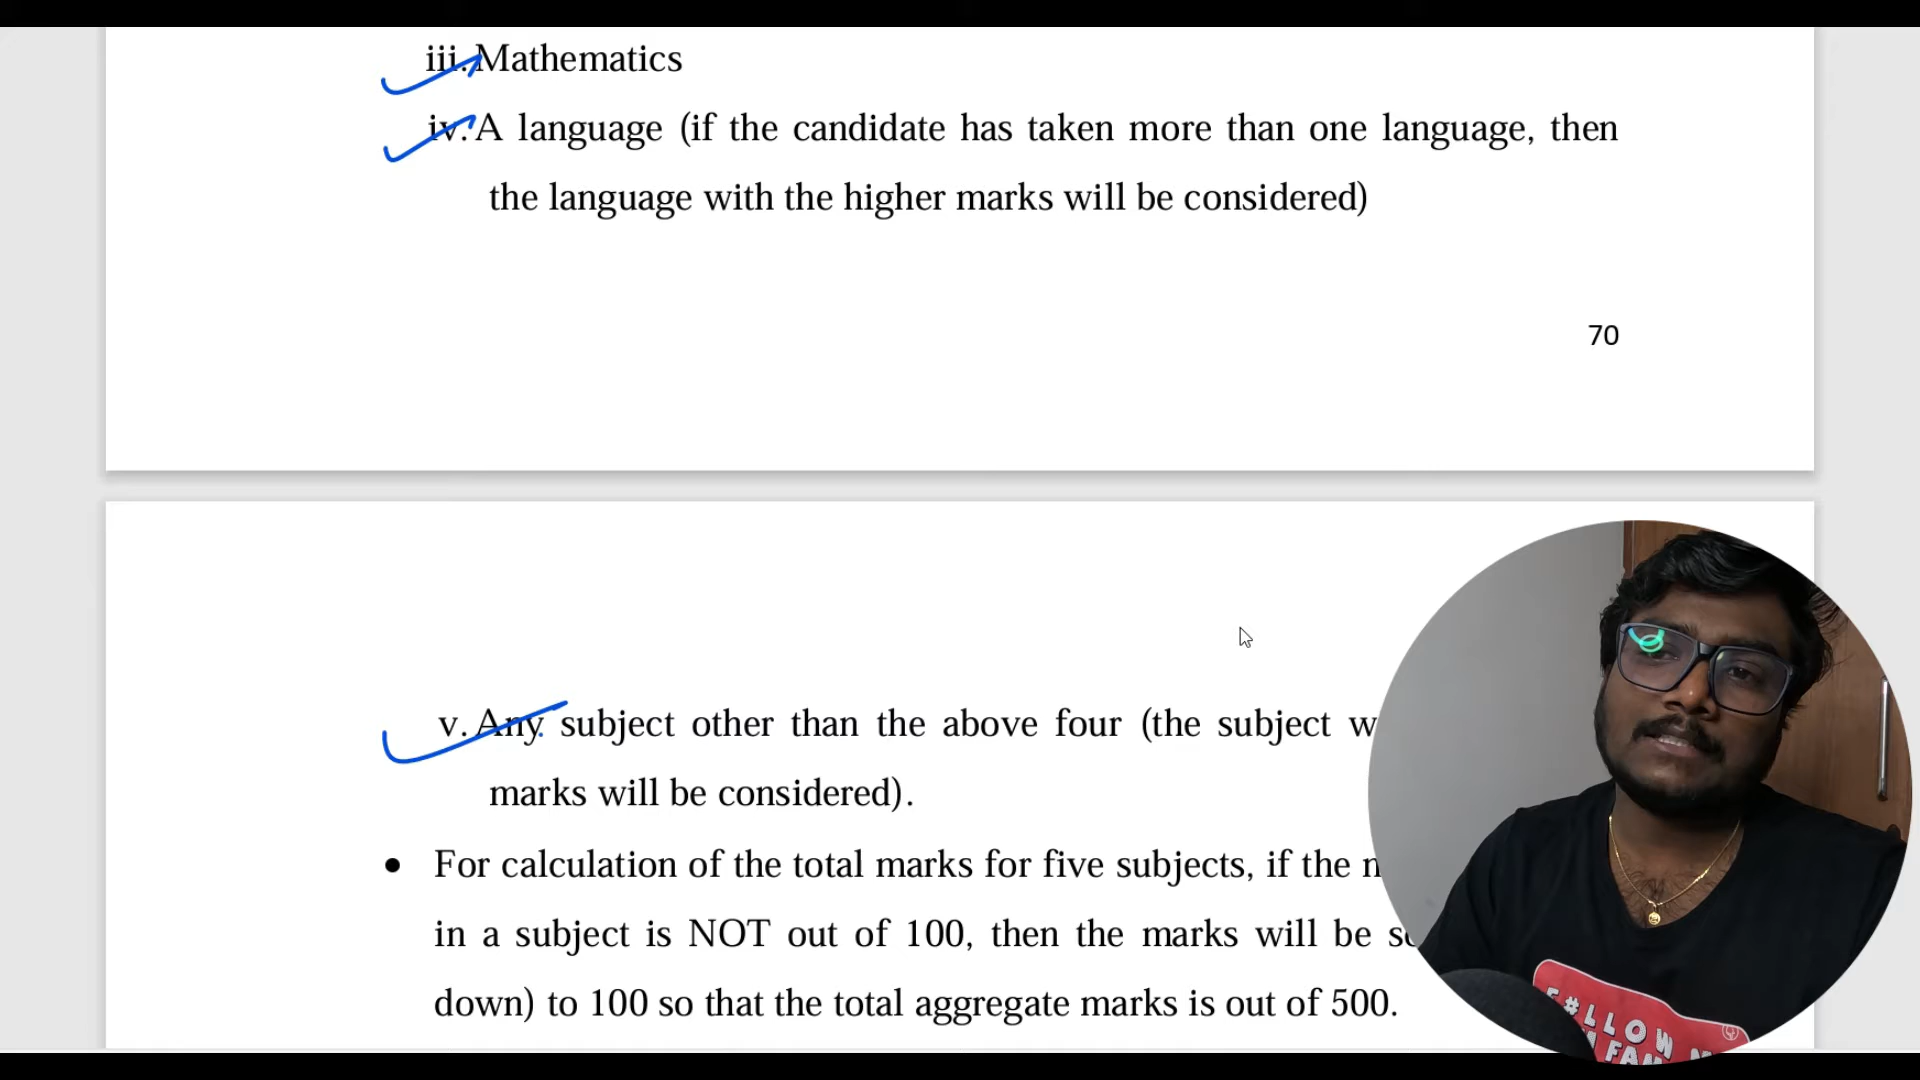 iii. Mathematics
iv. A language (if the candidate has taken more than one language, then
the language with the higher marks will be considered)
70
v. Any subject other than the above four (the subject
marks will be considered).
• For calculation of the total marks for five subjects, if the
in a subject is NOT out of 100, then the marks will be
down) to 100 so that the total aggregate marks is out of 500.
F#LLOW
FAM